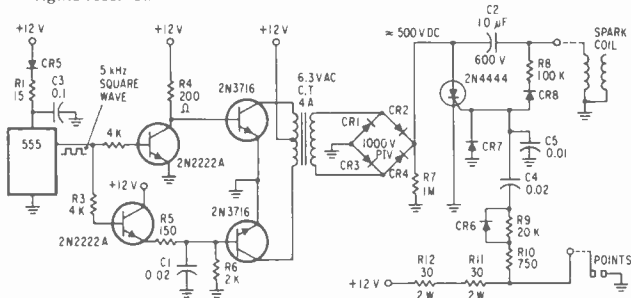 +12 V
CR5
R1
15
C3
0.1
555
5 kHz
SQUARE
WAVE
4 K
R3
4 K
+12 V
R4
200
Ω
2N2222A
+12 V
2N2222A
R5
150
C1
0.02
R6
2 K
2N3716
2N3716
+12 V
6.3 VAC
C.T
4 A
CR1
CR2
1000V
PIV
CR3
CR4
R7
1M
≈ 500 V DC
C2
10 µF
600 V
2N4444
R8
100 K
CR8
CR7
C5
0.01
C4
0.02
CR6
R9
20 K
R10
750
SPARK
COIL
+12 V
R12
30
2 W
R11
30
2 W
POINTS